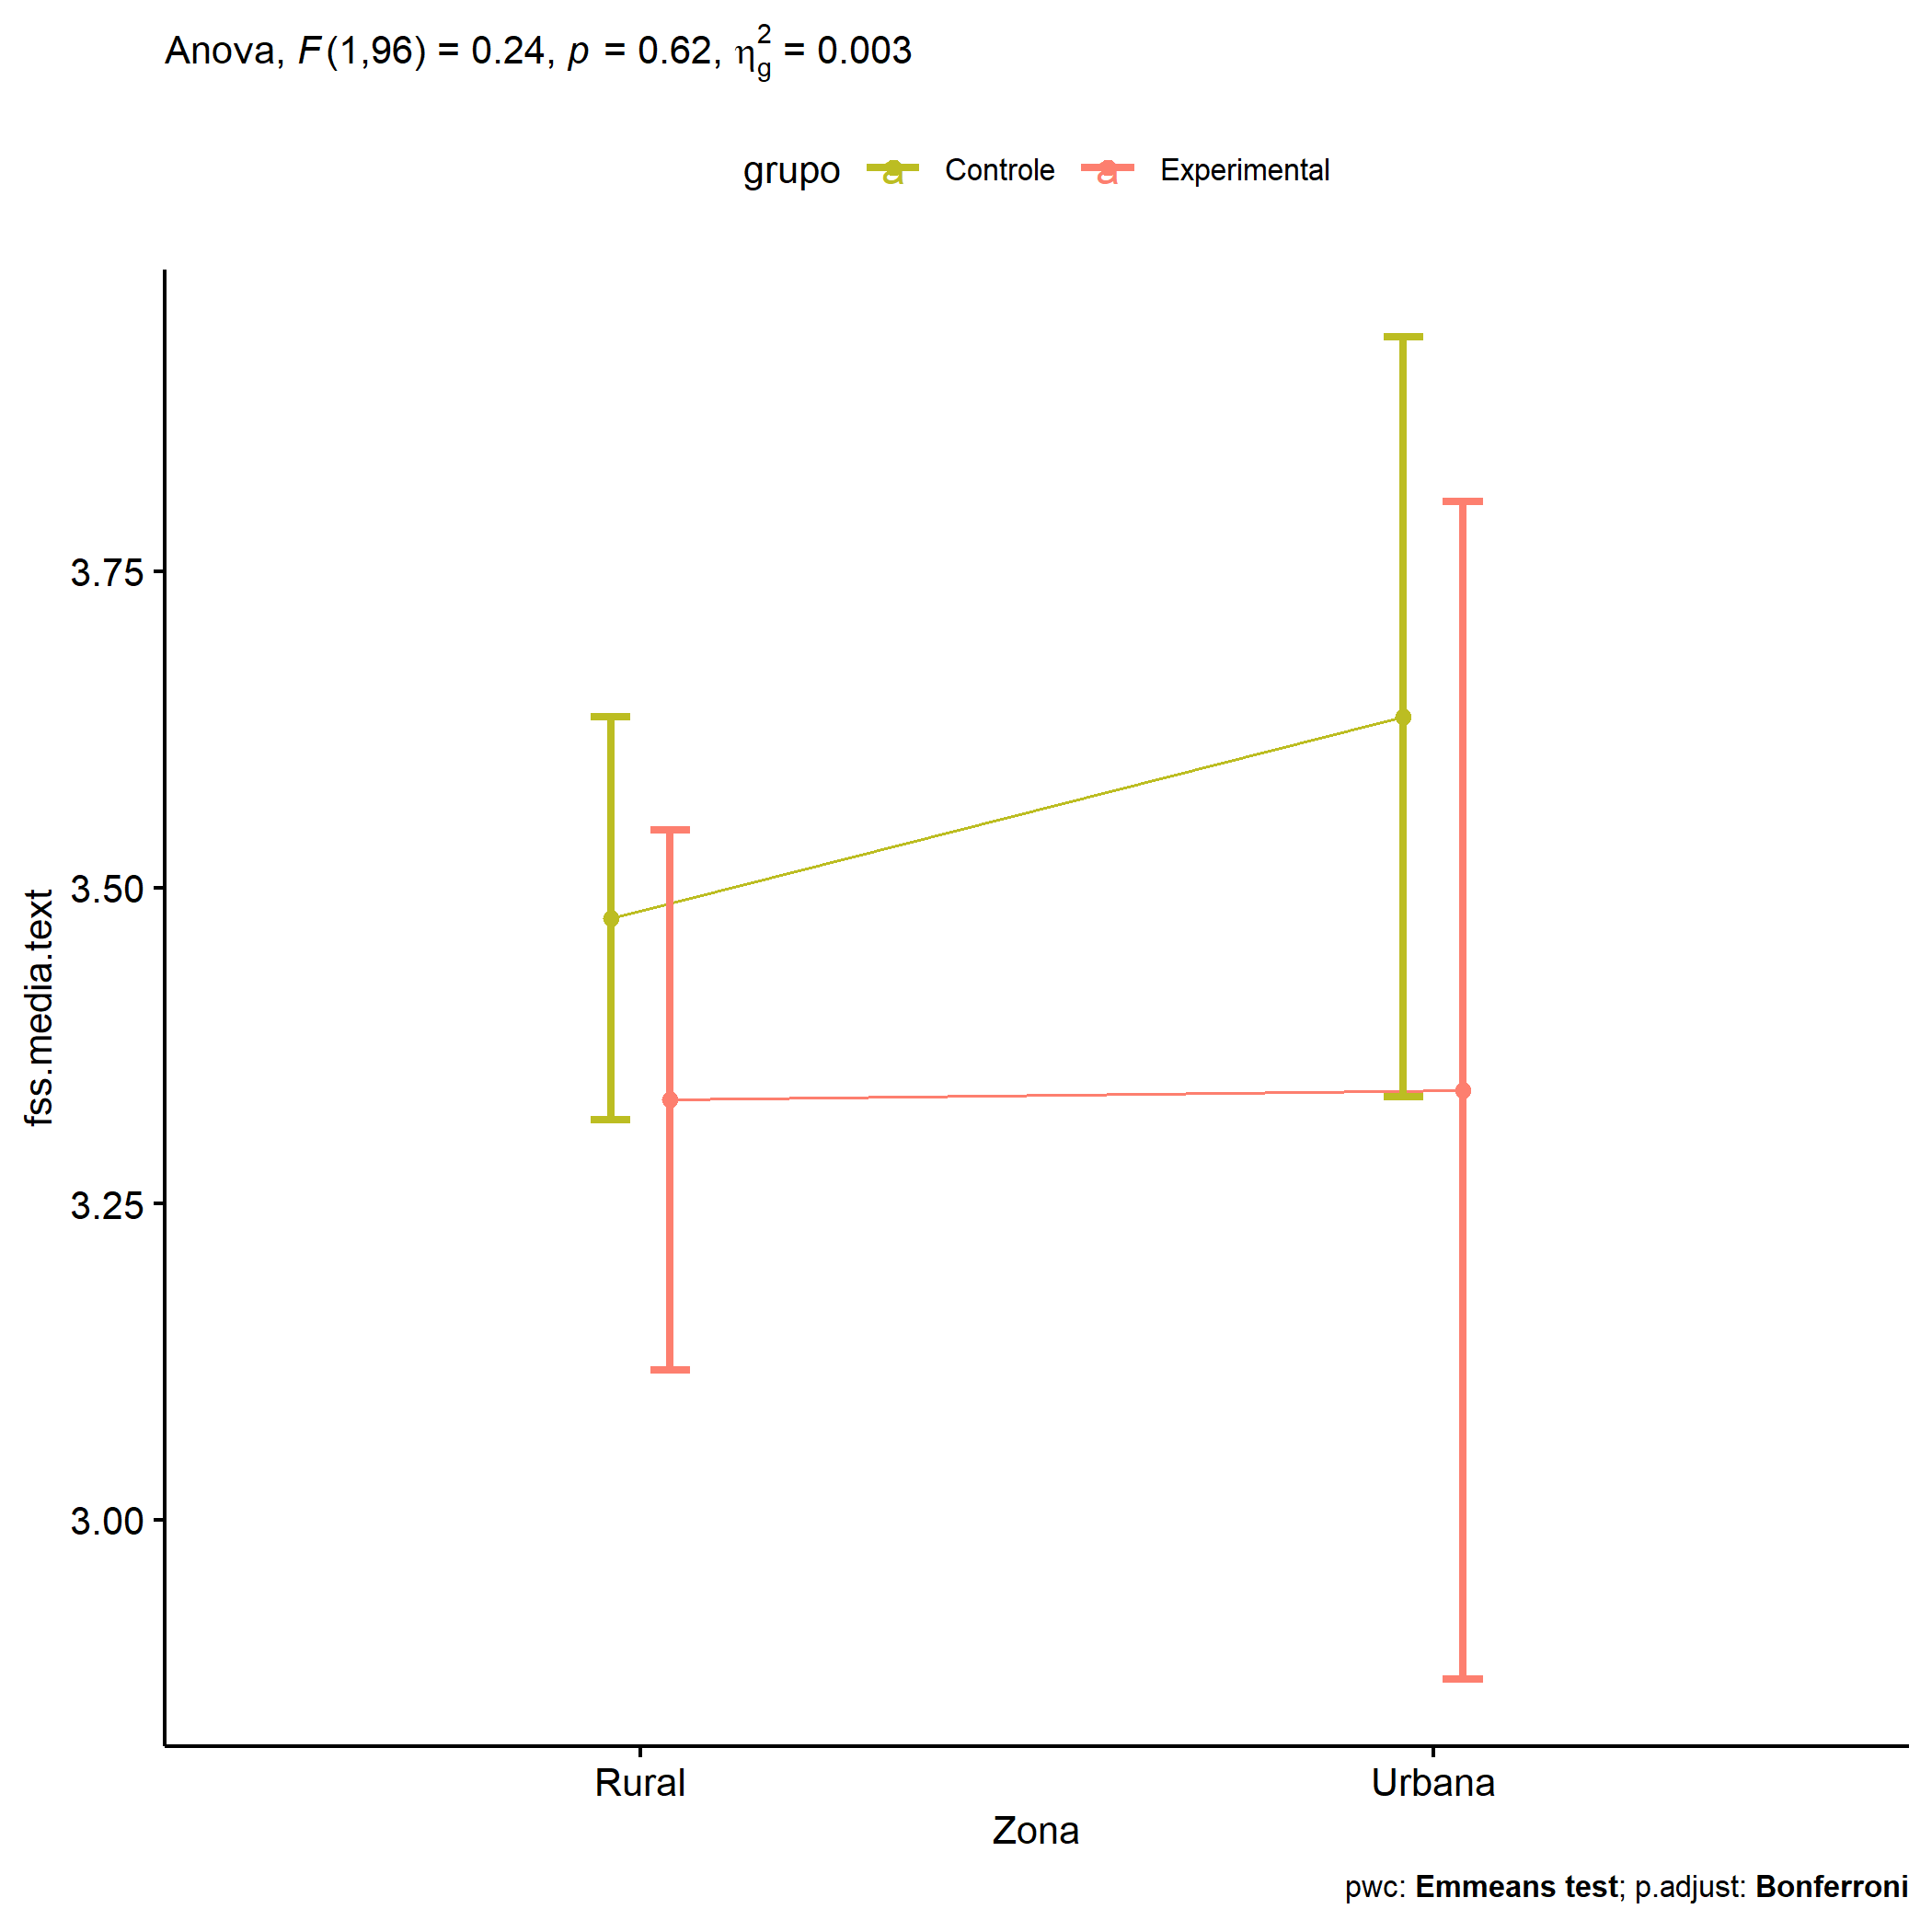 Anova, F(1,96) = 0.24, p = 0.62, η²g = 0.003
grupo a Controle a Experimental
3.75
3.50
3.25
3.00
fss.media.text
Rural Urbana
Zona
pwc: Emmeans test; p.adjust: Bonferroni